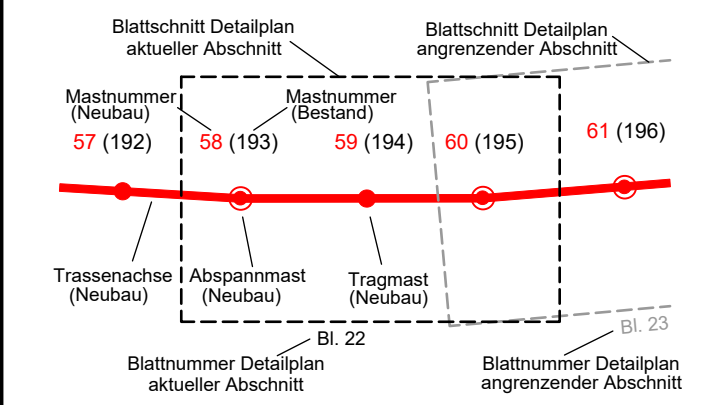 Blattschnitt Detailplan
aktueller Abschnitt
Blattschnitt Detailplan
angrenzender Abschnitt
Mastnummer
(Neubau)
Mastnummer
(Bestand)
57 (192)
58 (193)
59 (194)
60 (195)
61 (196)
Trassenachse
(Neubau)
Abspannmast
(Neubau)
Tragmast
(Neubau)
Bl. 22
Bl. 23
Blattnummer Detailplan
aktueller Abschnitt
Blattnummer Detailplan
angrenzender Abschnitt